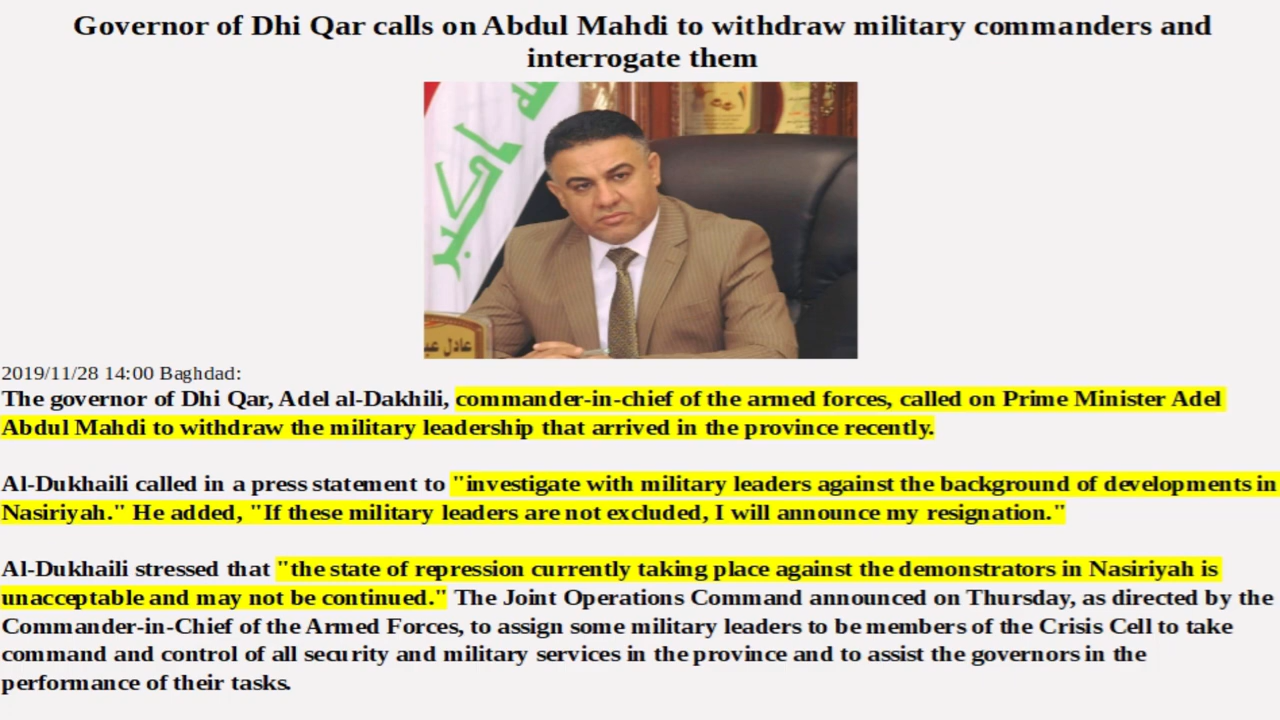 Governor of Dhi Qar calls on Abdul Mahdi to withdraw military commanders and
interrogate them
اكبر
عادل عبد
2019/11/28 14:00 Baghdad:
The governor of Dhi Qar, Adel al-Dakhili, commander-in-chief of the armed forces, called on Prime Minister Adel
Abdul Mahdi to withdraw the military leadership that arrived in the province recently.
Al-Dukhaili called in a press statement to "investigate with military leaders against the background of developments in
Nasiriyah." He added, "If these military leaders are not excluded, I will announce my resignation."
Al-Dukhaili stressed that "the state of repression currently taking place against the demonstrators in Nasiriyah is
unacceptable and may not be continued." The Joint Operations Command announced on Thursday, as directed by the
Commander-in-Chief of the Armed Forces, to assign some military leaders to be members of the Crisis Cell to take
command and control of all security and military services in the province and to assist the governors in the
performance of their tasks.